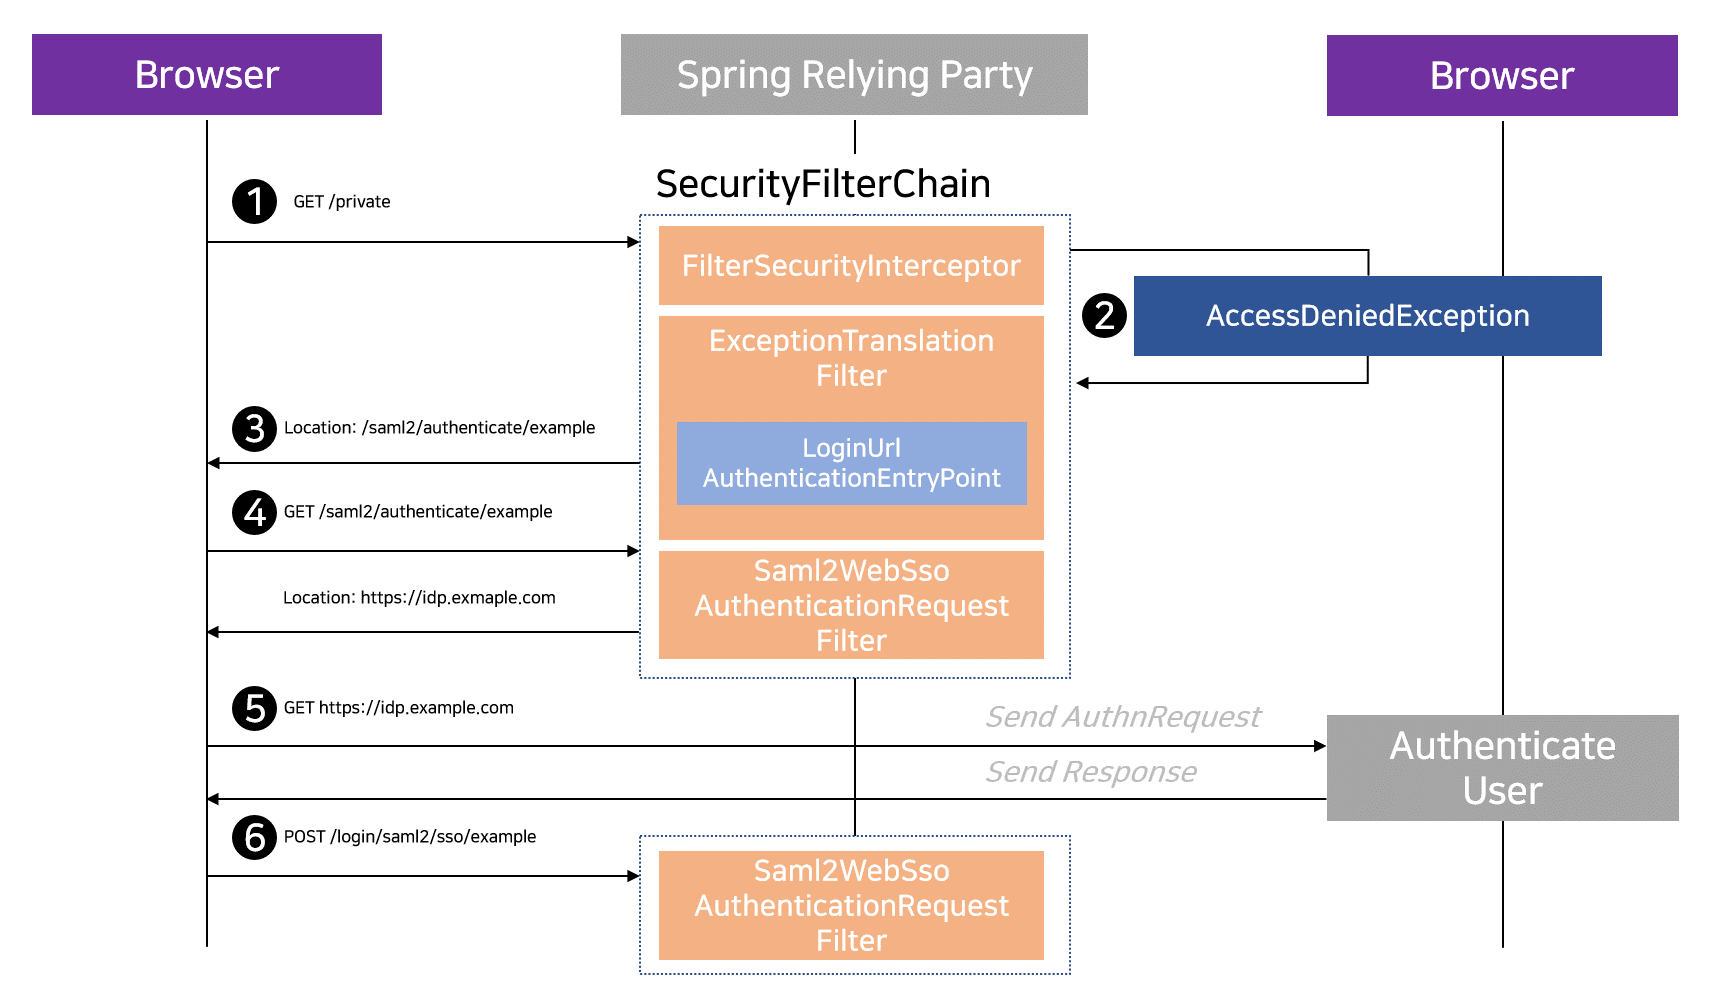 Browser
Spring Relying Party
Browser
SecurityFilterChain
1 GET /private
FilterSecurityInterceptor
2 AccessDeniedException
ExceptionTranslation
Filter
3 Location: /saml2/authenticate/example
LoginUrl
AuthenticationEntryPoint
4 GET /saml2/authenticate/example
Saml2WebSso
AuthenticationRequest
Filter
Location: https://idp.exmaple.com
5 GET https://idp.example.com
Send AuthnRequest
Authenticate
User
Send Response
6 POST /login/saml2/sso/example
Saml2WebSso
AuthenticationRequest
Filter